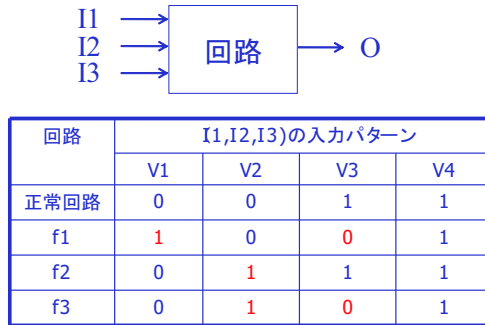 I1
I2
I3
回路
O
回路 (I1,I2,I3)の入力パターン
V1 V2 V3 V4
正常回路 0 0 1 1
f1 1 0 0 1
f2 0 1 1 1
f3 0 1 0 1